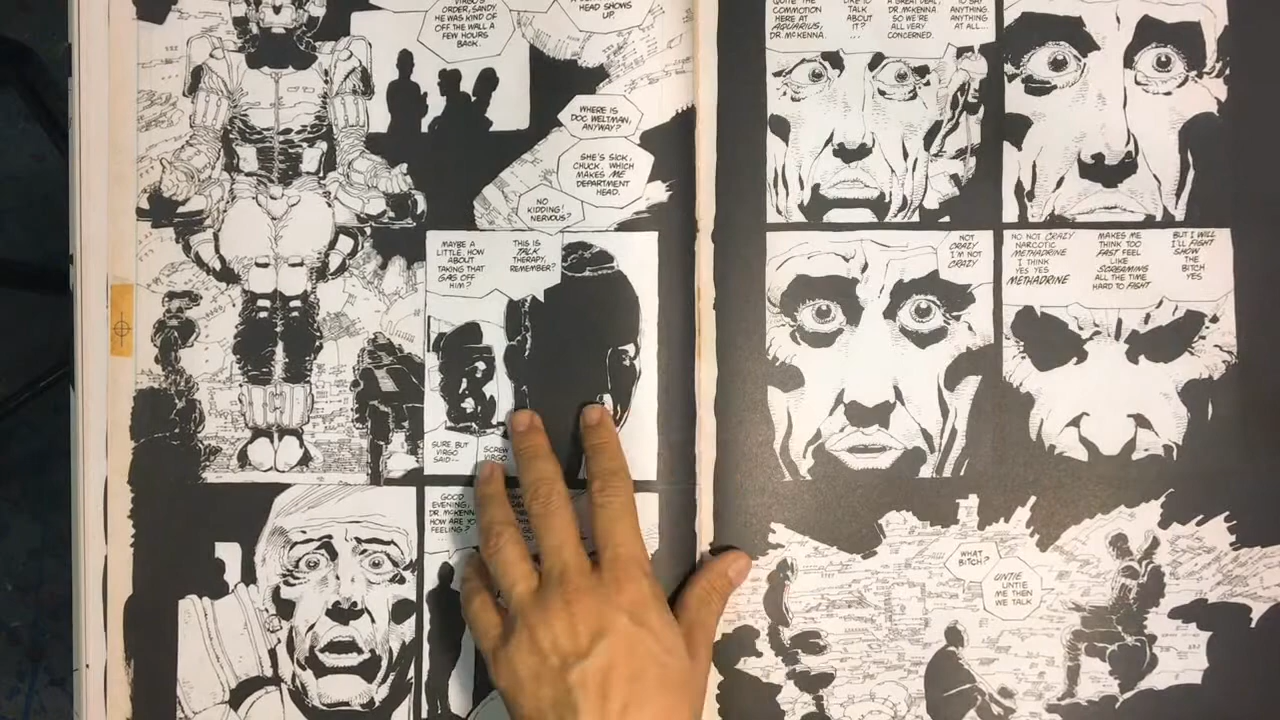 VIRGO'S
ORDER, SANDY.
HE WAS KIND OF
OFF THE WALL A
FEW HOURS
BACK.
HEAD SHOWS
UP.
WHERE IS
DOC WELTMAN,
ANYWAY?
SHE'S SICK,
CHUCK. WHICH
MAKES ME
DEPARTMENT
HEAD.
NO
KIDDING!
NERVOUS?
MAYBE A
LITTLE. HOW
ABOUT
TAKING THAT
GAG OFF
HIM?
THIS IS
TALK
THERAPY,
REMEMBER?
SURE. BUT
VIRGO
SAID--
SCREW
VIRGO.
GOOD
EVENING,
DR. McKENNA.
HOW ARE YOU
FEELING?
...
QUITE THE
COMMOTION
HERE AT
AQUARIUS,
DR. McKENNA.
LIKE TO
TALK
ABOUT
IT?
...
A GREAT DEAL,
DR. McKENNA.
SO WE'RE
ALL VERY
CONCERNED.
TO SAY
ANYTHING.
ANYTHING
AT ALL...
NOT
CRAZY
I'M NOT
CRAZY
NO NOT CRAZY
NARCOTIC
METHADRINE
I THINK
YES YES
METHADRINE
MAKES ME
THINK TOO
FAST FEEL
LIKE
SCREAMING
ALL THE TIME
HARD TO FIGHT
BUT I WILL
I'LL FIGHT
SHOW
THE
BITCH
YES
WHAT
BITCH?
UNTIE
UNTIE
ME THEN
WE TALK